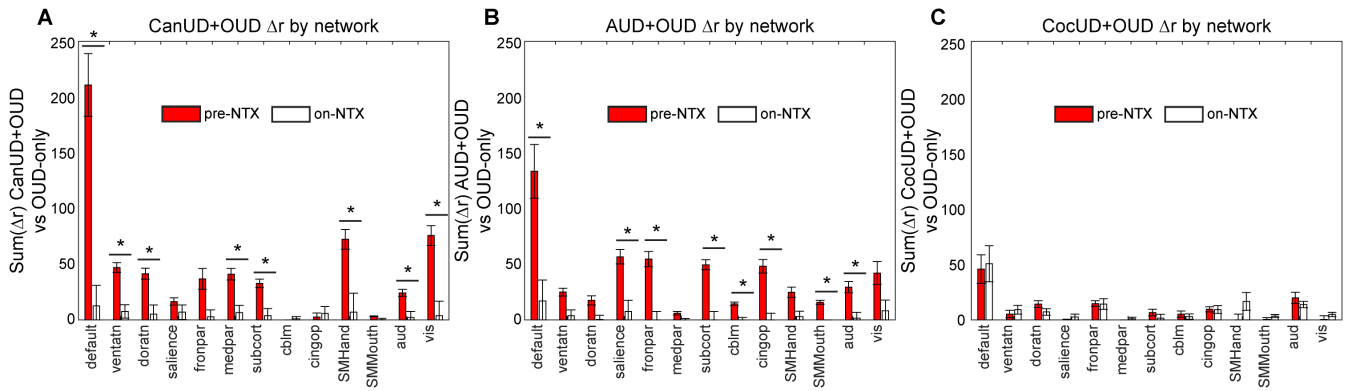 A
CanUD+OUD Δr by network
Sum(Δr) CanUD+OUD
vs OUD-only
250
200
150
100
50
0
*
*
*
*
*
*
*
*
pre-NTX
on-NTX
default
ventatn
doratn
salience
fronpar
medpar
subcort
cblm
cingop
SMHand
SMMouth
aud
vis
B
AUD+OUD Δr by network
Sum(Δr) AUD+OUD
vs OUD-only
250
200
150
100
50
0
*
*
*
*
*
*
*
*
pre-NTX
on-NTX
default
ventatn
doratn
salience
fronpar
medpar
subcort
cblm
cingop
SMHand
SMMouth
aud
vis
C
CocUD+OUD Δr by network
Sum(Δr) CocUD+OUD
vs OUD-only
250
200
150
100
50
0
pre-NTX
on-NTX
default
ventatn
doratn
salience
fronpar
medpar
subcort
cblm
cingop
SMHand
SMMouth
aud
vis